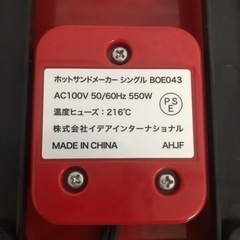 ホットサンドメーカー シングル BOE043
AC100V 50/60Hz 550W
温度ヒューズ：216℃
株式会社イデアインターナショナル
MADE IN CHINA AHJF
PS
E